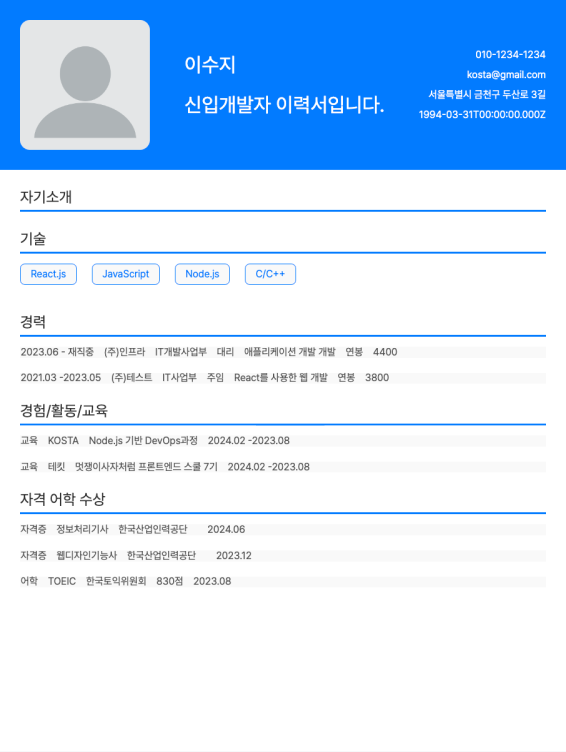 이수지
신입개발자 이력서입니다.
010-1234-1234
kosta@gmail.com
서울특별시 금천구 두산로 3길
1994-03-31T00:00:00.000Z
자기소개
기술
React.js JavaScript Node.js C/C++
경력
2023.06 - 재직중 (주)인프라 IT개발사업부 대리 애플리케이션 개발 개발 연봉 4400
2021.03 -2023.05 (주)테스트 IT사업부 주임 React를 사용한 웹 개발 연봉 3800
경험/활동/교육
교육 KOSTA Node.js 기반 DevOps과정 2024.02 -2023.08
교육 테킷 멋쟁이사자처럼 프론트엔드 스쿨 7기 2024.02 -2023.08
자격 어학 수상
자격증 정보처리기사 한국산업인력공단 2024.06
자격증 웹디자인기능사 한국산업인력공단 2023.12
어학 TOEIC 한국토익위원회 830점 2023.08